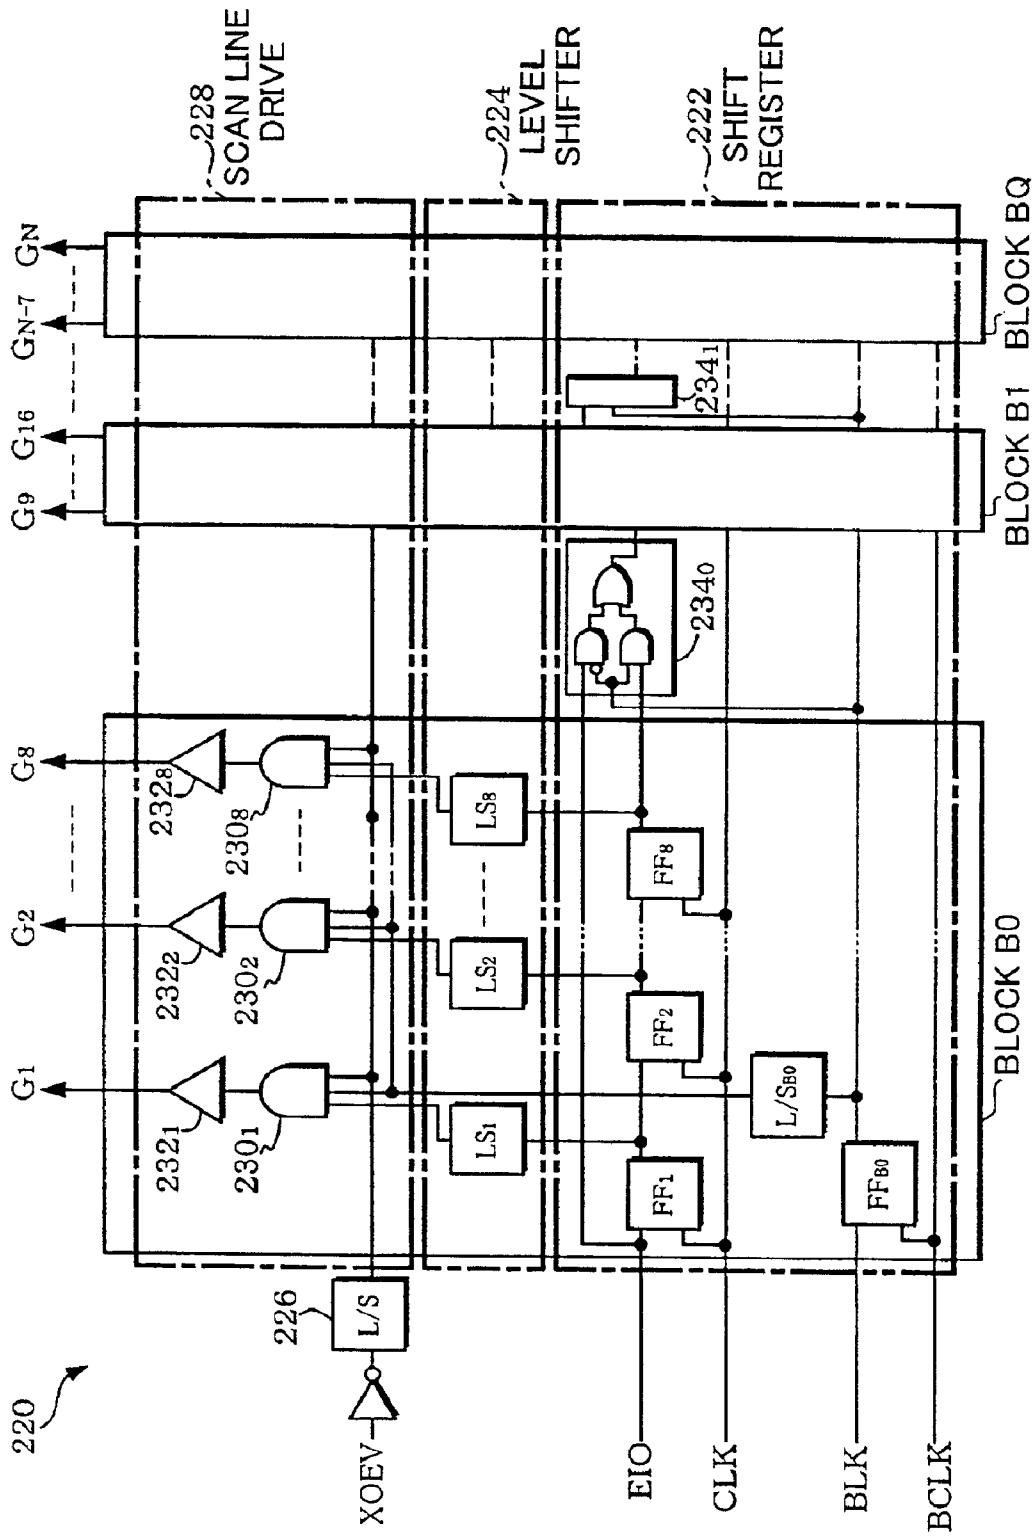 220
XOEV
226
L/S
EIO
CLK
BLK
BCLK
G1
G2
G8
G9
G16
GN-7
GN
2321
2322
2328
2301
2302
2308
LS1
LS2
LS8
FF1
FF2
FF8
L/SB0
FFB0
2340
2341
228
SCAN LINE
DRIVE
224
LEVEL
SHIFTER
222
SHIFT
REGISTER
BLOCK B0
BLOCK B1
BLOCK BQ